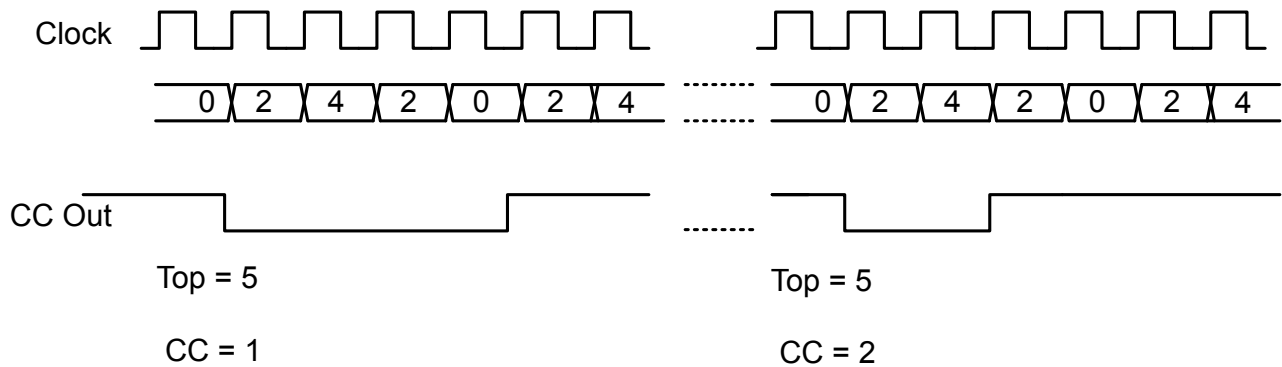 Clock
0 2 4 2 0 2 4 0 2 4 2 0 2 4
CC Out
Top = 5 Top = 5
CC = 1 CC = 2